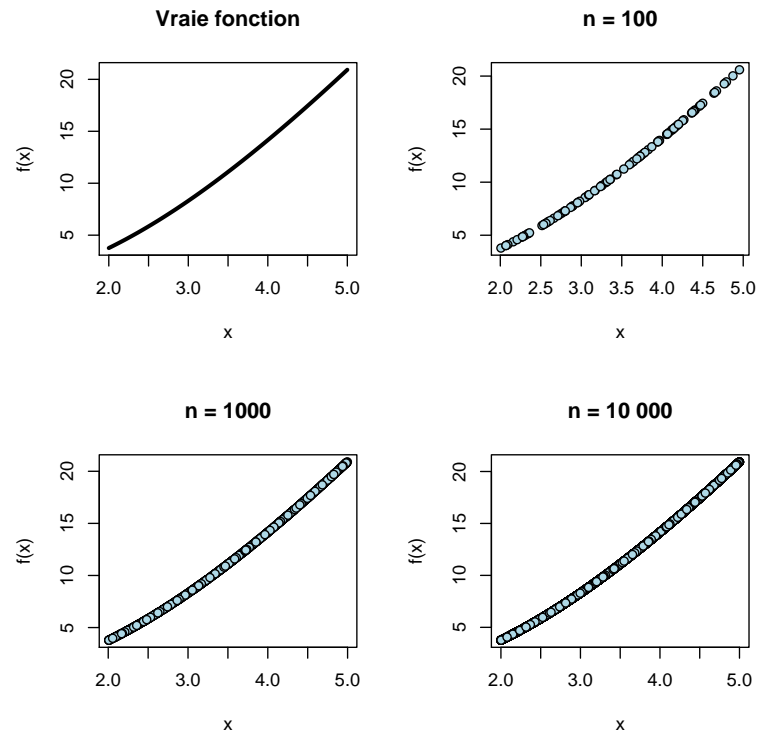 Vraie fonction
f(x)
5 10 15 20
2.0 3.0 4.0 5.0
x
n = 100
f(x)
5 10 15 20
2.0 2.5 3.0 3.5 4.0 4.5 5.0
x
n = 1000
f(x)
5 10 15 20
2.0 3.0 4.0 5.0
x
n = 10 000
f(x)
5 10 15 20
2.0 3.0 4.0 5.0
x